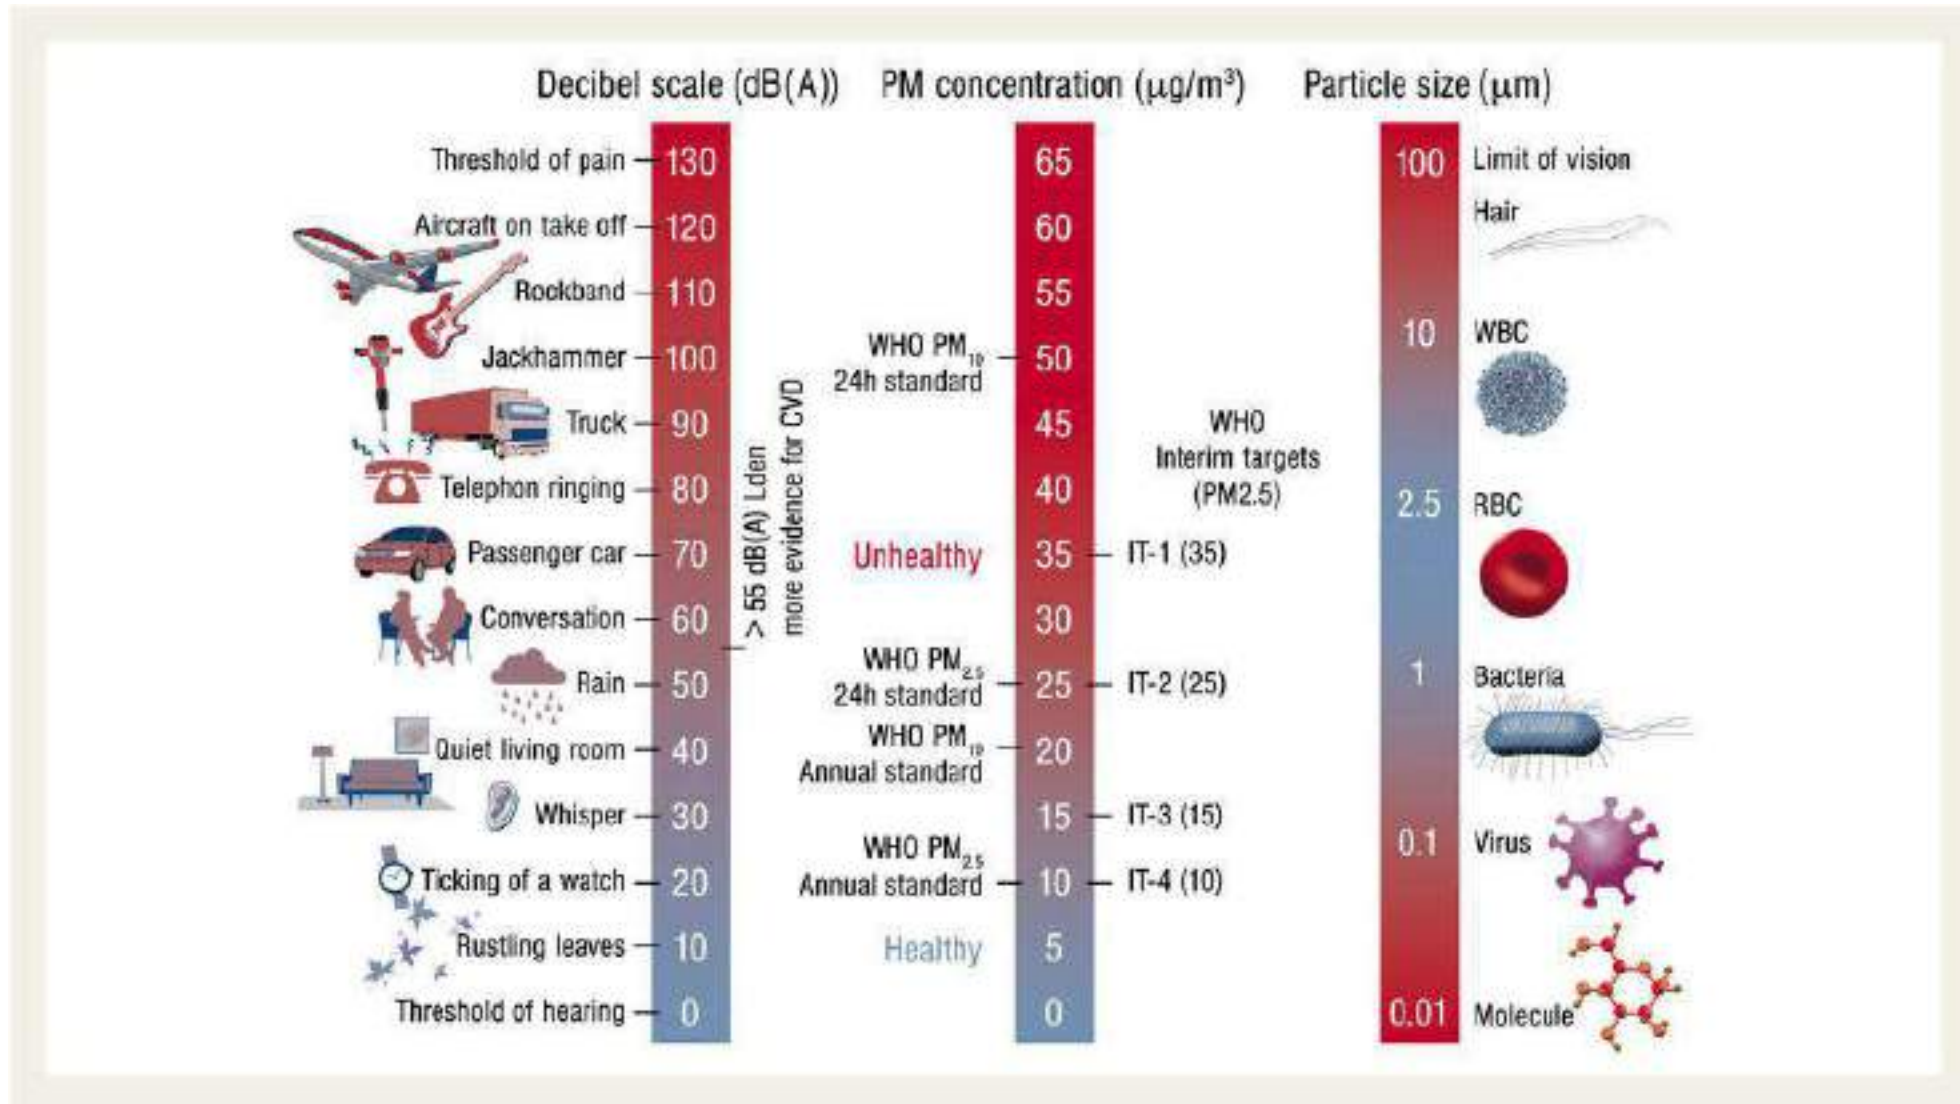 Decibel scale (dB(A))
Threshold of pain
130
Aircraft on take off
120
Rockband
110
Jackhammer
100
Truck
90
Telephon ringing
80
Passenger car
70
Conversation
60
Rain
50
Quiet living room
40
Whisper
30
Ticking of a watch
20
Rustling leaves
10
Threshold of hearing
0
> 55 dB(A) Lden
more evidence for CVD
PM concentration (µg/m³)
65
60
55
WHO PM₁₀
24h standard
50
45
40
Unhealthy
35
30
WHO PM₂.₅
24h standard
25
WHO PM₁₀
Annual standard
20
15
WHO PM₂.₅
Annual standard
10
Healthy
5
0
WHO
Interim targets
(PM2.5)
IT-1 (35)
IT-2 (25)
IT-3 (15)
IT-4 (10)
Particle size (µm)
100
Limit of vision
Hair
10
WBC
2.5
RBC
1
Bacteria
0.1
Virus
0.01
Molecule